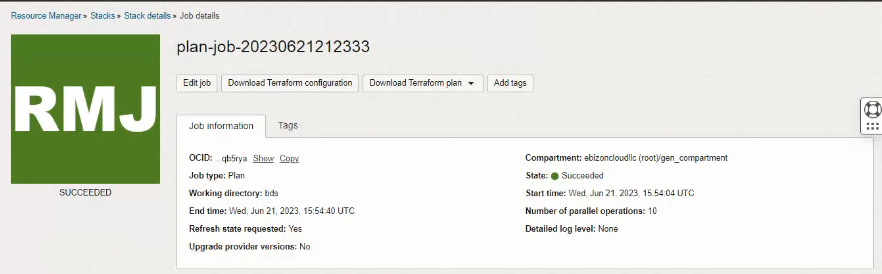 Resource Manager » Stacks » Stack details » Job details
RMJ
SUCCEEDED
plan-job-20230621212333
Edit job Download Terraform configuration Download Terraform plan Add tags
Job information Tags
OCID: ...qb5rya Show Copy
Compartment: ebizoncloudllc (root)/gen_compartment
Job type: Plan
State: Succeeded
Working directory: bds
Start time: Wed, Jun 21, 2023, 15:54:04 UTC
End time: Wed, Jun 21, 2023, 15:54:40 UTC
Number of parallel operations: 10
Refresh state requested: Yes
Detailed log level: None
Upgrade provider versions: No